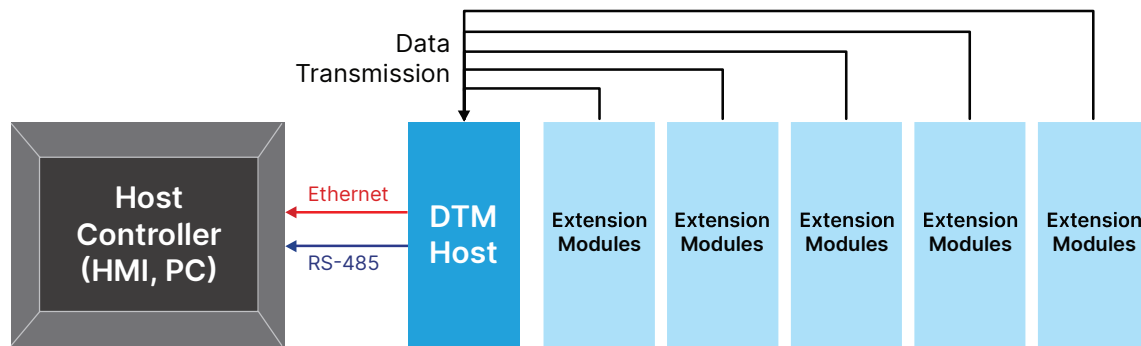 Data
Transmission
Host
Controller
(HMI, PC)
Ethernet
RS-485
DTM
Host
Extension
Modules
Extension
Modules
Extension
Modules
Extension
Modules
Extension
Modules